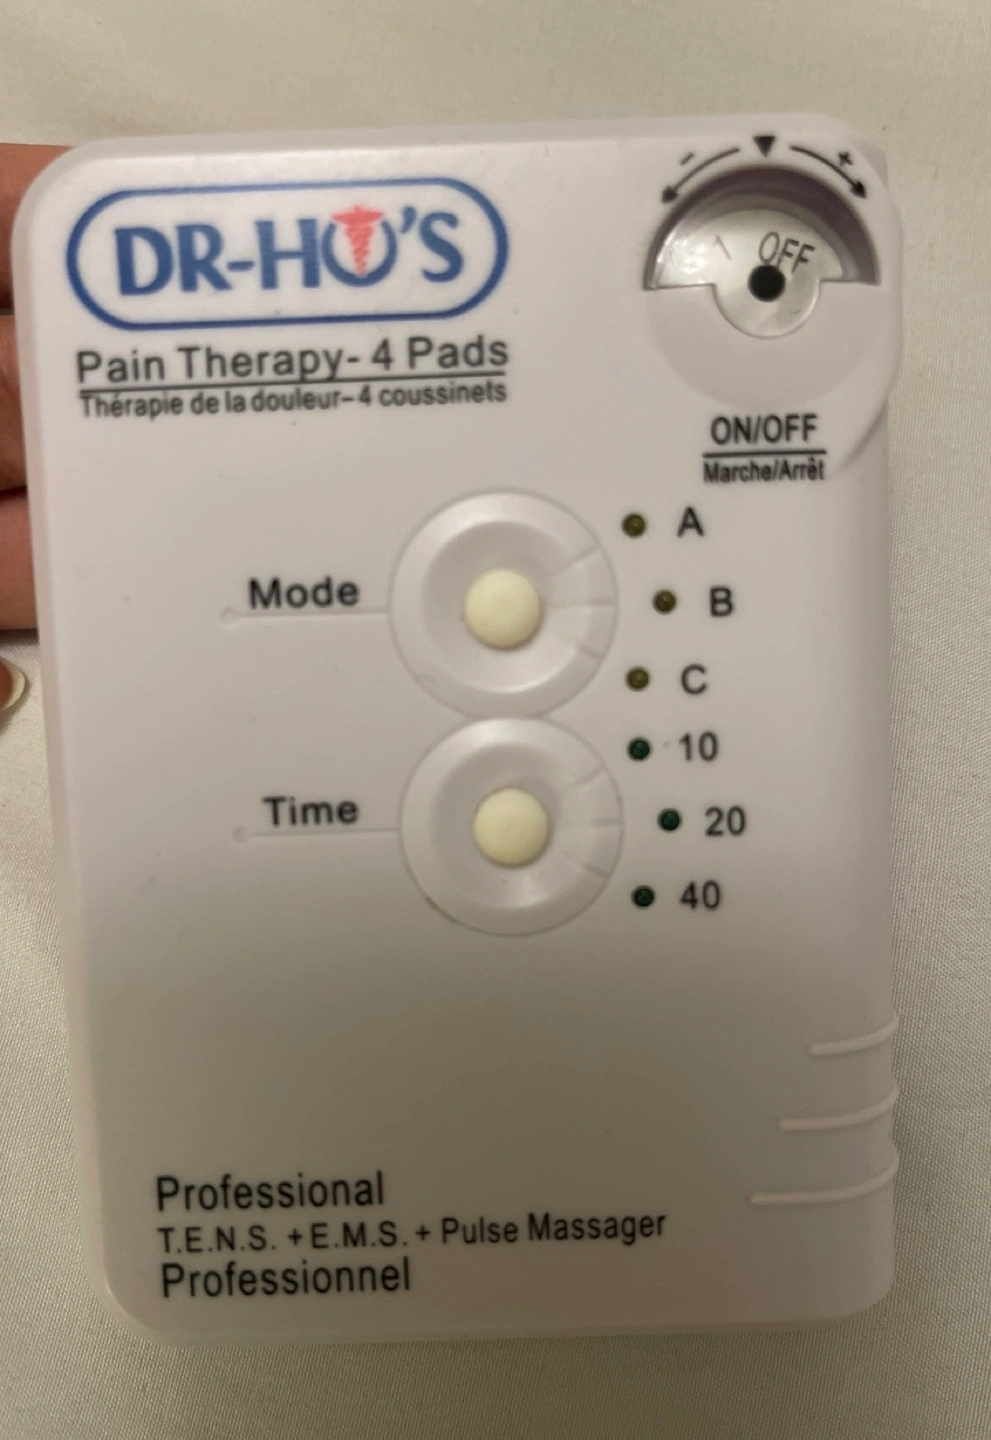 DR-HO'S
Pain Therapy- 4 Pads
Thérapie de la douleur- 4 coussinets
- +
1 OFF
ON/OFF
Marche/Arrêt
Mode
A
B
C
Time
10
20
40
Professional
T.E.N.S. + E.M.S. + Pulse Massager
Professionnel